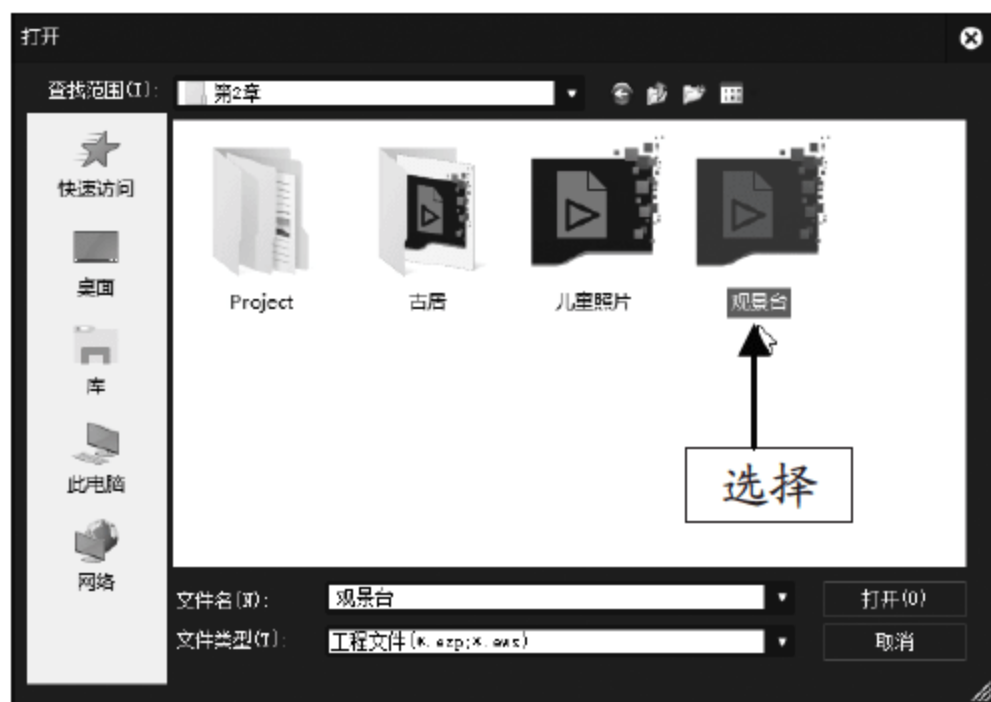 打开
查找范围(I):
第2章
快速访问
桌面
库
此电脑
网络
Project
古居
儿童照片
观景台
选择
文件名(N):
观景台
打开(O)
文件类型(T):
工程文件(*.ezp;*.ews)
取消